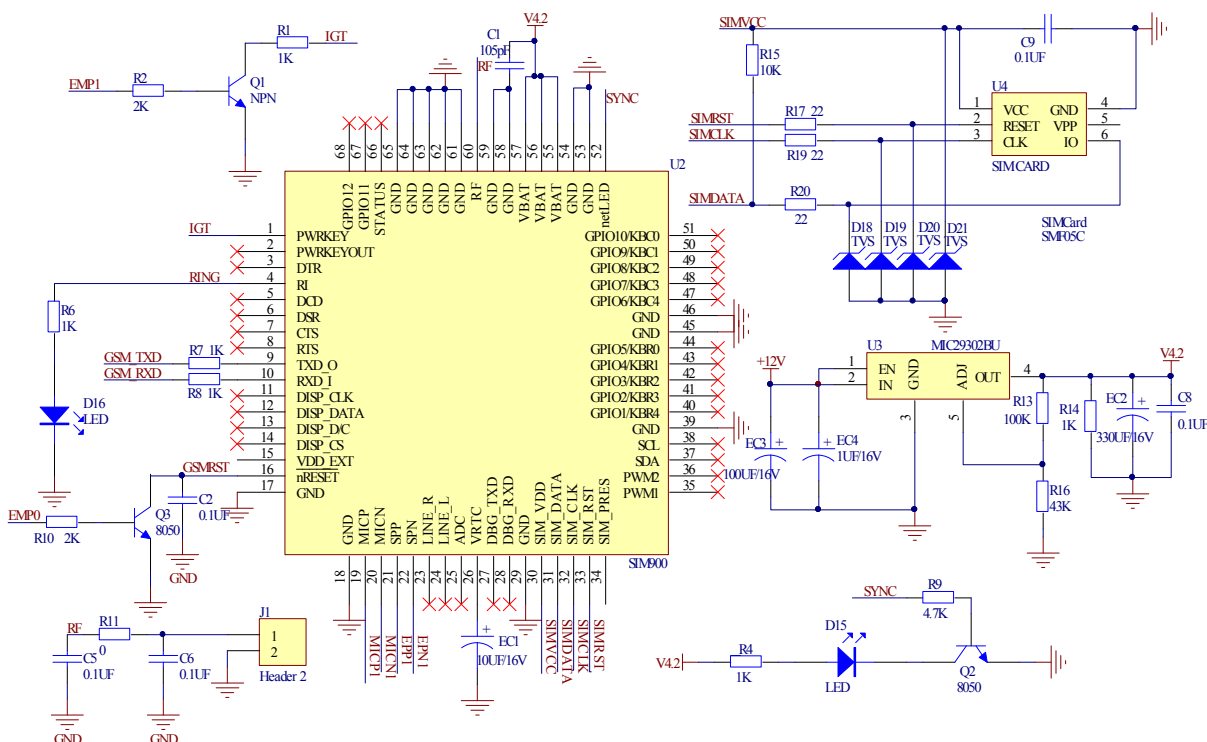 R1
1K
IGT
EMP1
R2
2K
Q1
NPN
V4.2
C1
105pF
RF
SYNC
SIMVCC
R15
10K
C9
0.1UF
U4
1 VCC GND 4
2 RESET VPP 5
3 CLK IO 6
SIMCARD
SIMRST
R17 22
SIMCLK
R19 22
SIMDATA
R20
22
SIMCard
SMF05C
D18
TVS
D19
TVS
D20
TVS
D21
TVS
U2
68 GPIO12
67 GPIO11
66 STATUS
65 GND
64 GND
63 GND
62 GND
61 GND
60 RF
59 GND
58 GND
57 VBAT
56 VBAT
55 VBAT
54 GND
53 GND
52 netLED
IGT
1 PWRKEY
2 PWRKEYOUT
3 DTR
RING
4 RI
5 DCD
6 DSR
7 CTS
8 RTS
GSM_TXD
R7 1K
9 TXD_O
GSM_RXD
R8 1K
10 RXD_I
11 DISP_CLK
12 DISP_DATA
13 DISP_D/C
14 DISP_CS
15 VDD_EXT
GSMRST
16 nRESET
17 GND
GPIO10/KBC0 51
GPIO9/KBC1 50
GPIO8/KBC2 49
GPIO7/KBC3 48
GPIO6/KBC4 47
GND 46
GND 45
GPIO5/KBR0 44
GPIO4/KBR1 43
GPIO3/KBR2 42
GPIO2/KBR3 41
GPIO1/KBR4 40
GND 39
SCL 38
SDA 37
PWM2 36
PWM1 35
18 GND
19 MICP
20 MICN
21 SPP
22 SPN
23 LINE_R
24 LINE_L
25 ADC
26 VRTC
27 DBG_TXD
28 DBG_RXD
29 GND
30 SIM_VDD
31 SIM_DATA
32 SIM_CLK
33 SIM_RST
34 SIM_PRES
SIM900
MICP1
MICN1
EPP1
EPN1
SIMVCC
SIMDATA
SIMCLK
SIMRST
EC1
10UF/16V
R6
1K
D16
LED
C2
0.1UF
GND
EMP0
R10 2K
Q3
8050
RF
R11
0
C5
0.1UF
GND
C6
0.1UF
GND
J1
1
2
Header 2
U3
MIC29302BU
+12V
1 EN
2 IN
GND
3
ADJ
5
OUT 4
V4.2
EC3
100UF/16V
EC4
1UF/16V
R13
100K
R14
1K
EC2
330UF/16V
C8
0.1UF
R16
43K
SYNC
R9
4.7K
V4.2
R4
1K
D15
LED
Q2
8050